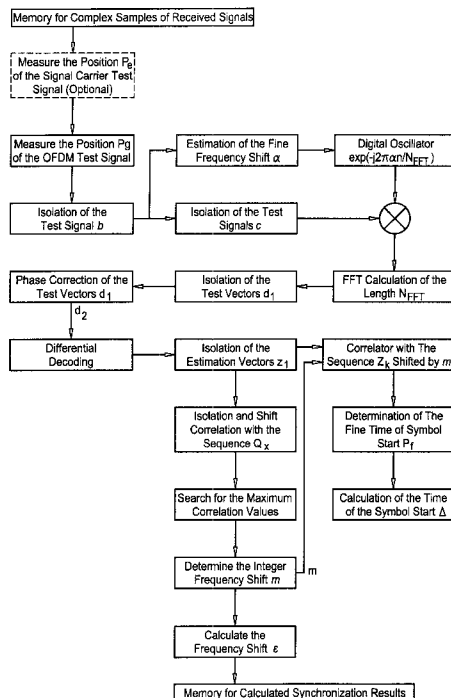 Memory for Complex Samples of Received Signals
Measure the Position Pe
of the Signal Carrier Test
Signal (Optional)
Measure the Position Pg
of the OFDM Test Signal
Estimation of the Fine
Frequency Shift α
Digital Oscillator
exp(-j2παn/NFFT)
Isolation of the
Test Signal b
Isolation of the Test
Signals c
Phase Correction of the
Test Vectors d1
Isolation of the
Test Vectors d1
FFT Calculation of the
Length NFFT
d2
Differential
Decoding
Isolation of the
Estimation Vectors z1
Correlator with The
Sequence Zk Shifted by m
Isolation and Shift
Correlation with the
Sequence Qx
Determination of The
Fine Time of Symbol
Start Pf
Search for the Maximum
Correlation Values
Calculation of the Time
of the Symbol Start Δ
Determine the Integer
Frequency Shift m
m
Calculate the
Frequency Shift ε
Memory for Calculated Synchronization Results